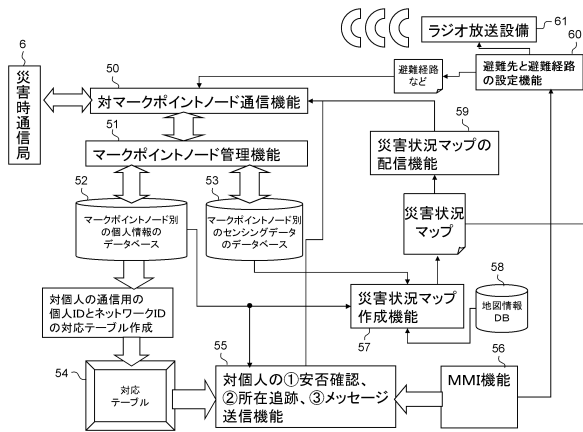 61
ラジオ放送設備
60
避難先と避難経路
の設定機能
避難経路
など
6
災害時通信局
50
対マークポイントノード通信機能
51
マークポイントノード管理機能
59
災害状況マップの
配信機能
52
マークポイントノード別
の個人情報の
データベース
53
マークポイントノード別
のセンシングデータ
のデータベース
災害状況
マップ
対個人の通信用の
個人IDとネットワークID
の対応テーブル作成
災害状況マップ
作成機能
57
58
地図情報
DB
54
対応
テーブル
55
対個人の①安否確認、
②所在追跡、③メッセージ
送信機能
56
MMI機能